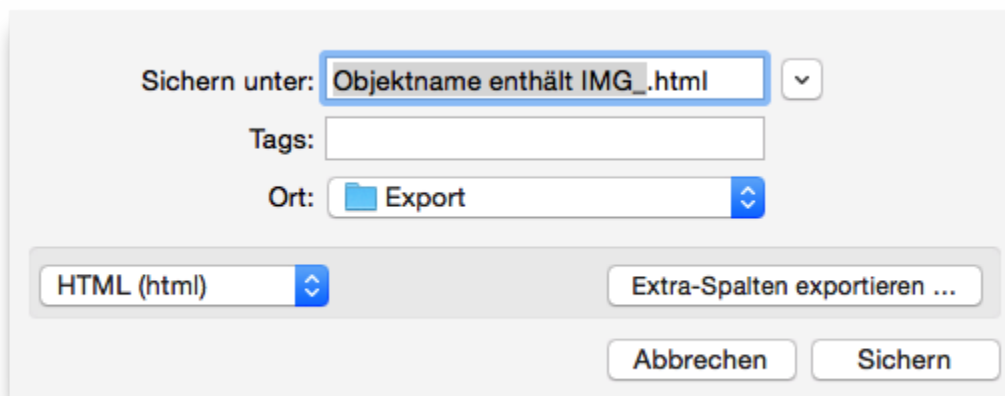 Sichern unter: Objektname enthält IMG_.html
Tags:
Ort: Export
HTML (html) Extra-Spalten exportieren ...
Abbrechen Sichern